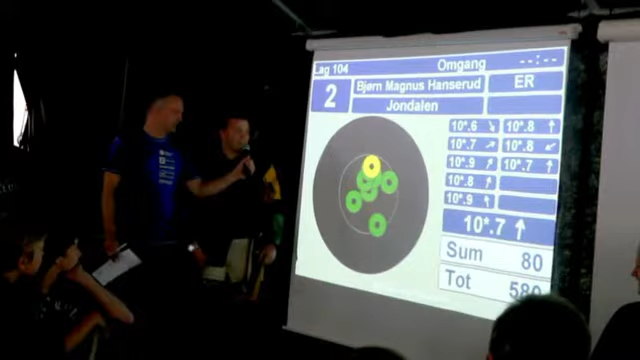 Lag 104 Omgang --:--
2 Bjørn Magnus Hanserud ER
Jondalen
10*.6 10*.8
10*.7 10*.8
10*.9 10*.7
10*.8
10*.9
10*.7
Sum 80
Tot 580